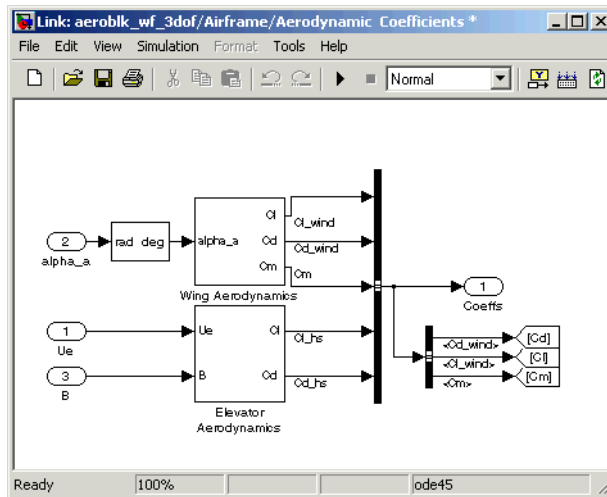 Link: aeroblk_wf_3dof/Airframe/Aerodynamic Coefficients *
File Edit View Simulation Format Tools Help
Normal
2
alpha_a
rad deg
alpha_a
Cl
Cd
Cm
Wing Aerodynamics
Cl_wind
Cd_wind
Cm
1
Coeffs
1
Ue
3
B
Ue
B
Cl
Cd
Elevator
Aerodynamics
Cl_hs
Cd_hs
<Cd_wind>
<Cl_wind>
<Cm>
[Cd]
[Cl]
[Cm]
Ready 100% ode45